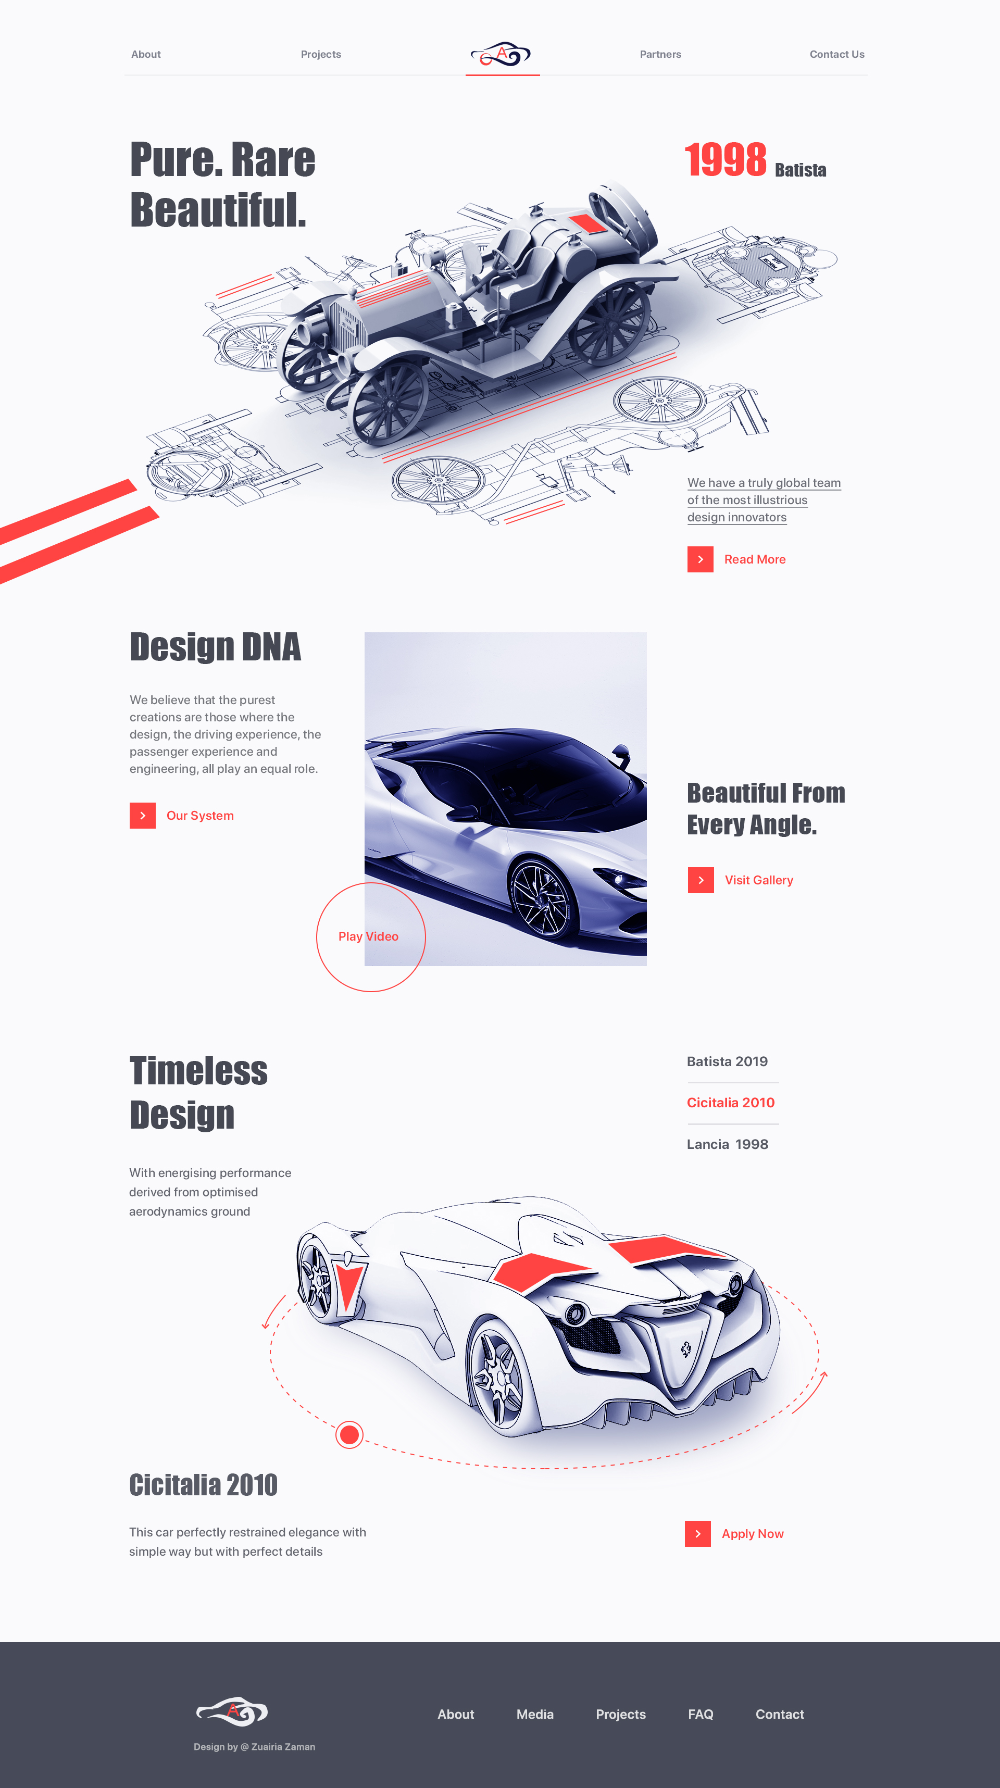 About
Projects
A
Partners
Contact Us
Pure. Rare
Beautiful.
1998 Batista
We have a truly global team
of the most illustrious
design innovators
Read More
Design DNA
We believe that the purest
creations are those where the
design, the driving experience, the
passenger experience and
engineering, all play an equal role.
Our System
Beautiful From
Every Angle.
Visit Gallery
Play Video
Timeless
Design
With energising performance
derived from optimised
aerodynamics ground
Batista 2019
Cicitalia 2010
Lancia 1998
Cicitalia 2010
This car perfectly restrained elegance with
simple way but with perfect details
Apply Now
A
Design by @ Zuairia Zaman
About
Media
Projects
FAQ
Contact